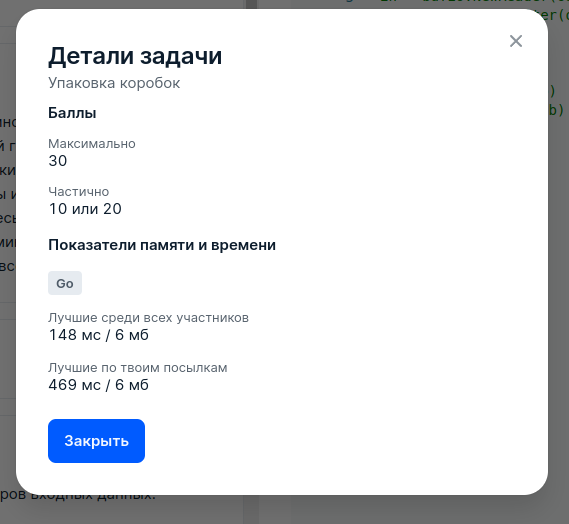 Детали задачи
Упаковка коробок
Баллы
Максимально
30
Частично
10 или 20
Показатели памяти и времени
Go
Лучшие среди всех участников
148 мс / 6 мб
Лучшие по твоим посылкам
469 мс / 6 мб
Закрыть